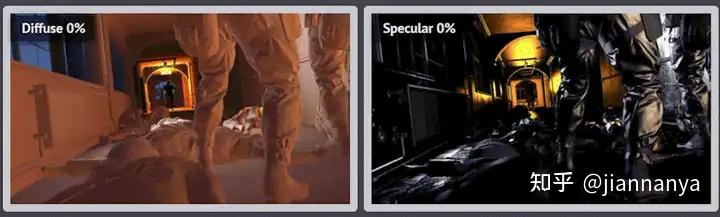 Diffuse 0%
Specular 0%
知乎 @jiannanya